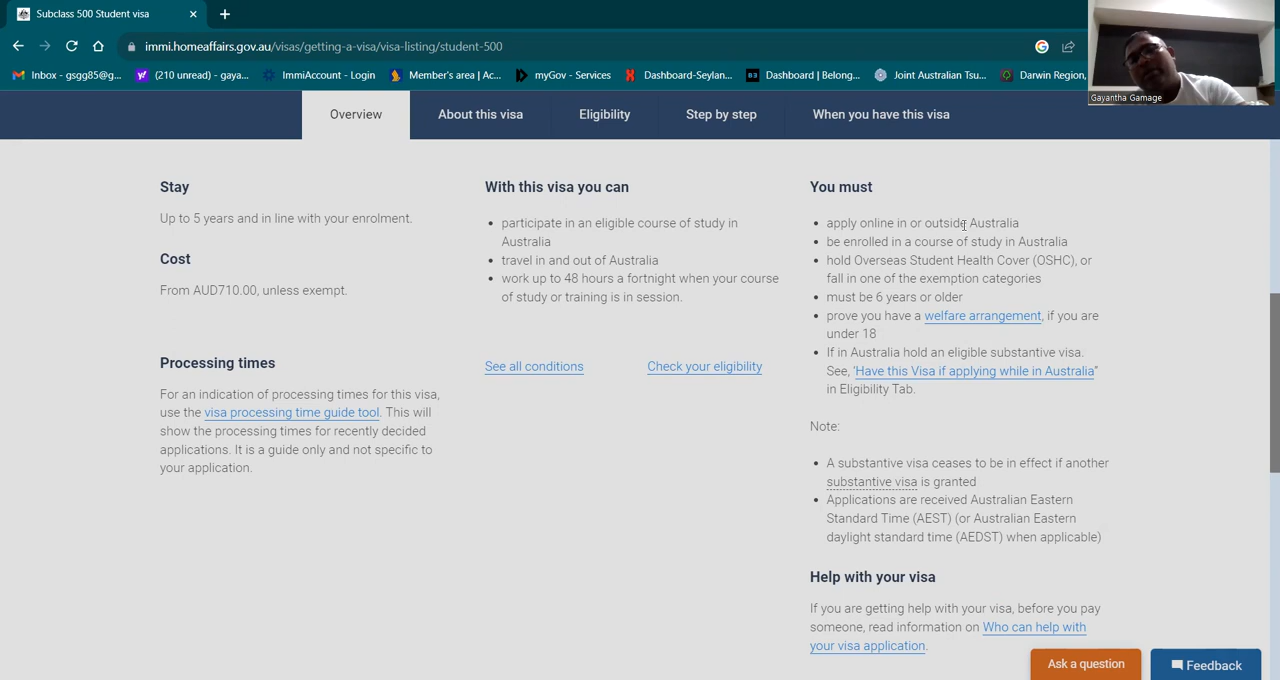 Subclass 500 Student visa
immi.homeaffairs.gov.au/visas/getting-a-visa/visa-listing/student-500
Inbox - gsgg85@g... (210 unread) - gaya... ImmiAccount - Login Member's area | Ac... myGov - Services Dashboard-Seylan... Dashboard | Belong... Joint Australian Tsu... Darwin Region,
Gayantha Gamage
Overview About this visa Eligibility Step by step When you have this visa
Stay
Up to 5 years and in line with your enrolment.
Cost
From AUD710.00, unless exempt.
Processing times
For an indication of processing times for this visa,
use the visa processing time guide tool. This will
show the processing times for recently decided
applications. It is a guide only and not specific to
your application.
With this visa you can
participate in an eligible course of study in
Australia
travel in and out of Australia
work up to 48 hours a fortnight when your course
of study or training is in session.
See all conditions Check your eligibility
You must
apply online in or outside Australia
be enrolled in a course of study in Australia
hold Overseas Student Health Cover (OSHC), or
fall in one of the exemption categories
must be 6 years or older
prove you have a welfare arrangement, if you are
under 18
If in Australia hold an eligible substantive visa.
See, ‘Have this Visa if applying while in Australia”
in Eligibility Tab.
Note:
A substantive visa ceases to be in effect if another
substantive visa is granted
Applications are received Australian Eastern
Standard Time (AEST) (or Australian Eastern
daylight standard time (AEDST) when applicable)
Help with your visa
If you are getting help with your visa, before you pay
someone, read information on Who can help with
your visa application.
Ask a question Feedback